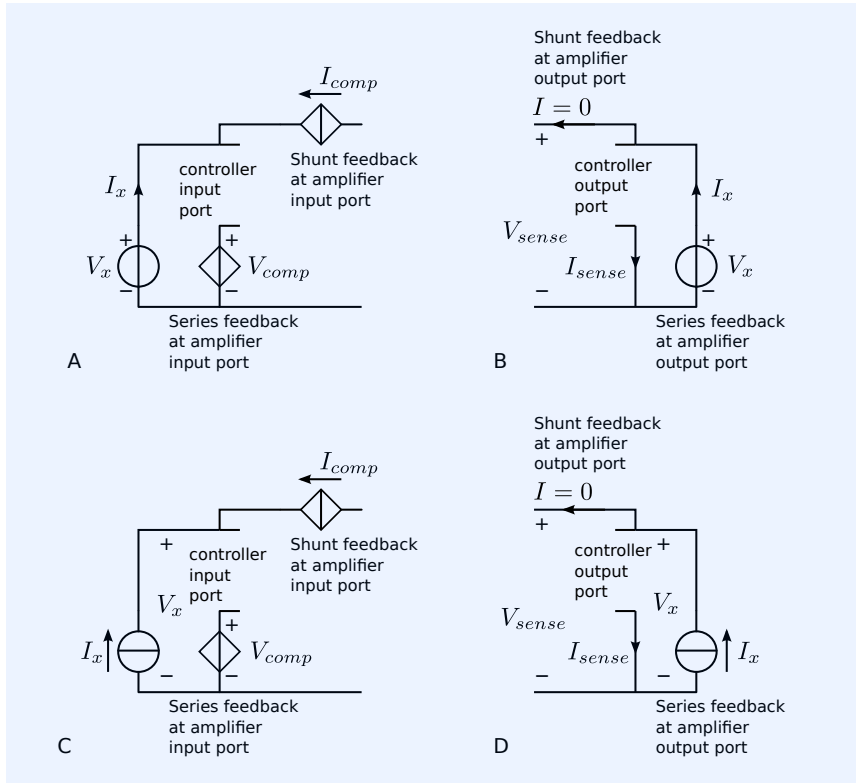 Shunt feedback
at amplifier
output port
I_comp
I = 0
+
controller
input
port
Shunt feedback
at amplifier
input port
controller
output
port
I_x
I_x
V_sense
+
+
+
V_x
V_comp
I_sense
V_x
−
−
−
−
Series feedback
at amplifier
input port
Series feedback
at amplifier
output port
A
B
Shunt feedback
at amplifier
output port
I_comp
I = 0
+
+
controller
input
port
Shunt feedback
at amplifier
input port
controller
output
port
+
V_x
V_x
V_sense
+
I_x
V_comp
I_sense
I_x
−
−
−
−
Series feedback
at amplifier
input port
Series feedback
at amplifier
output port
C
D